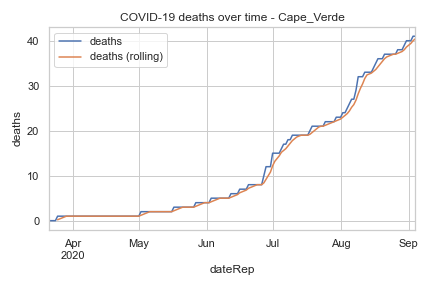 COVID-19 deaths over time - Cape_Verde
deaths
deaths (rolling)
deaths
40
30
20
10
0
Apr
2020
May
Jun
Jul
Aug
Sep
dateRep